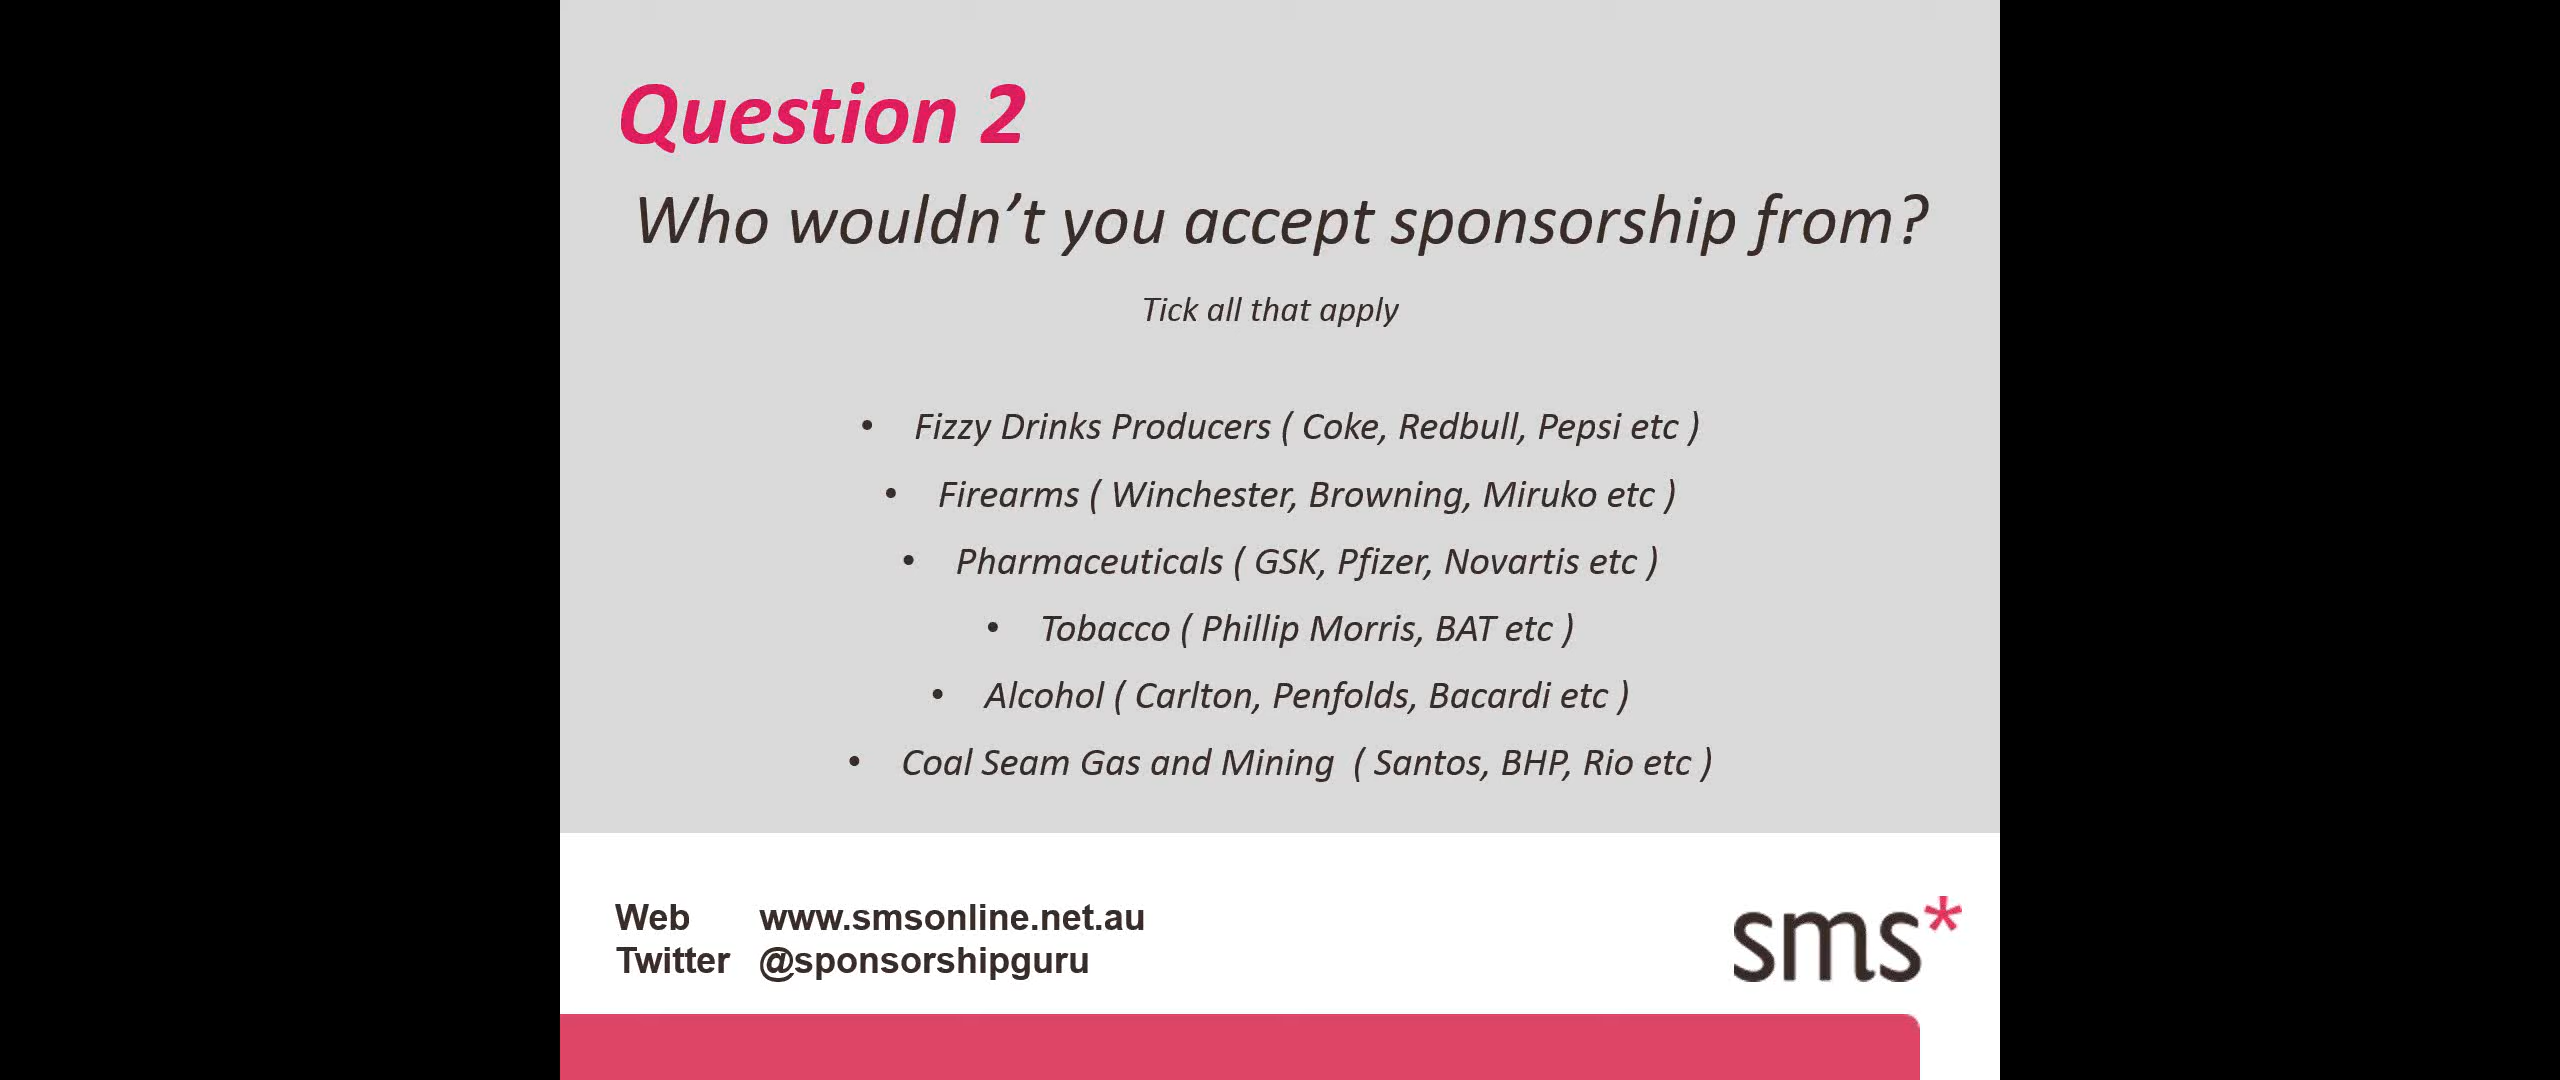 Question 2
Who wouldn’t you accept sponsorship from?
Tick all that apply
• Fizzy Drinks Producers ( Coke, Redbull, Pepsi etc )
• Firearms ( Winchester, Browning, Miruko etc )
• Pharmaceuticals ( GSK, Pfizer, Novartis etc )
• Tobacco ( Phillip Morris, BAT etc )
• Alcohol ( Carlton, Penfolds, Bacardi etc )
• Coal Seam Gas and Mining  ( Santos, BHP, Rio etc )
Web www.smsonline.net.au
Twitter @sponsorshipguru
sms*